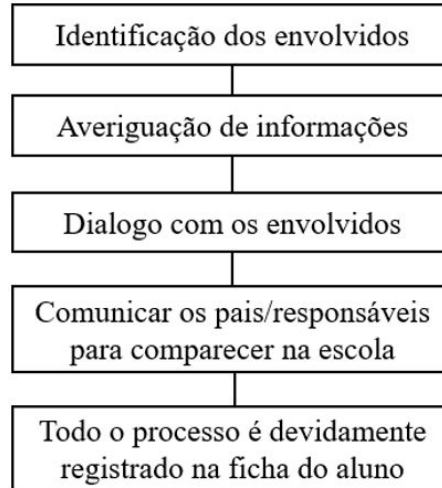 Identificação dos envolvidos
Averiguação de informações
Dialogo com os envolvidos
Comunicar os pais/responsáveis
para comparecer na escola
Todo o processo é devidamente
registrado na ficha do aluno